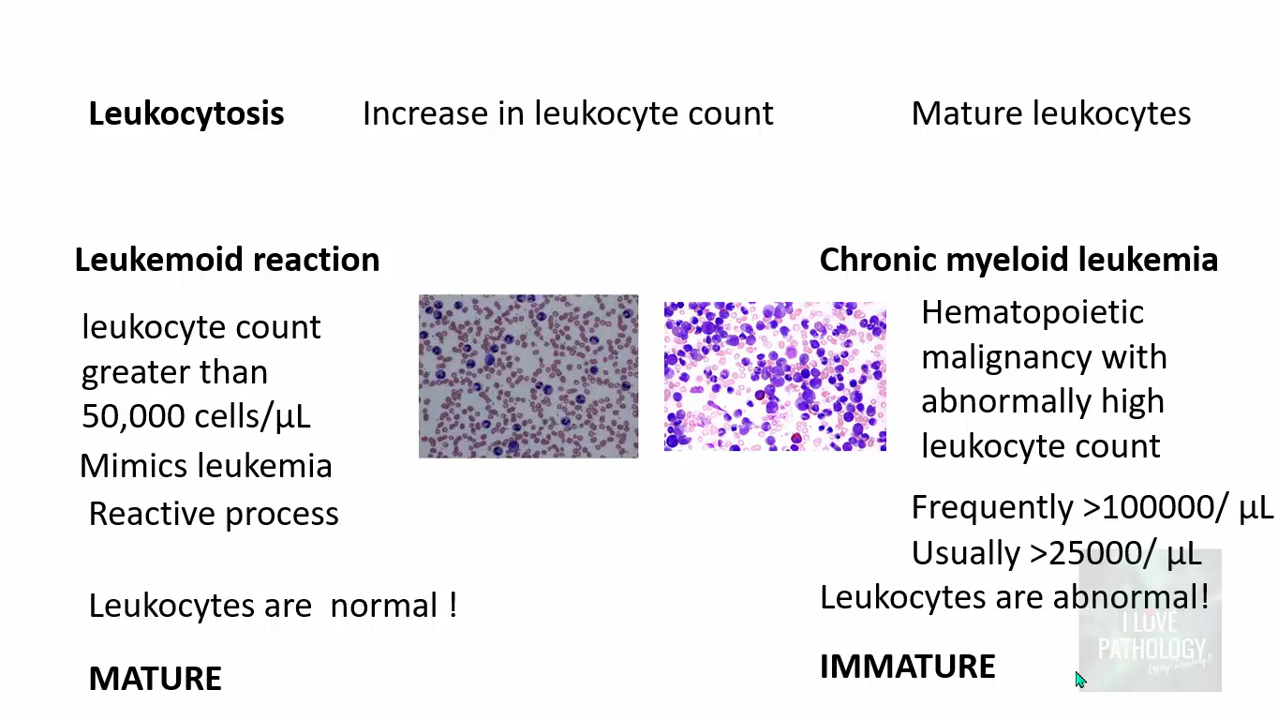 Leukocytosis Increase in leukocyte count Mature leukocytes
Leukemoid reaction
leukocyte count
greater than
50,000 cells/µL
Mimics leukemia
Reactive process
Leukocytes are normal !
MATURE
Chronic myeloid leukemia
Hematopoietic
malignancy with
abnormally high
leukocyte count
Frequently >100000/ µL
Usually >25000/ µL
Leukocytes are abnormal!
IMMATURE
I LOVE
PATHOLOGY